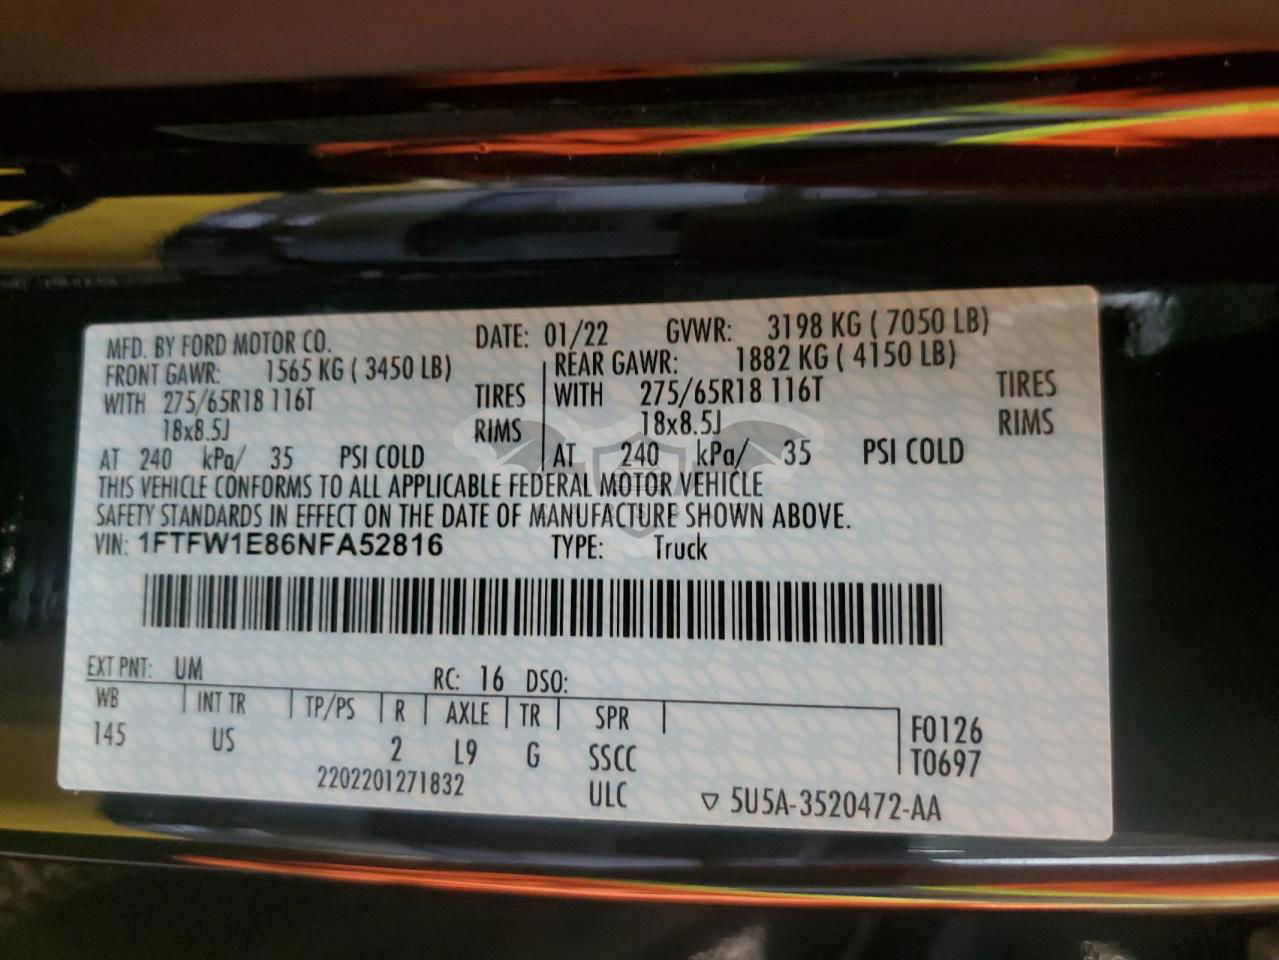 MFD. BY FORD MOTOR CO. DATE: 01/22 GVWR: 3198 KG ( 7050 LB)
FRONT GAWR: 1565 KG ( 3450 LB) REAR GAWR: 1882 KG ( 4150 LB)
WITH 275/65R18 116T TIRES WITH 275/65R18 116T TIRES
18x8.5J RIMS 18x8.5J RIMS
AT 240 kPa/ 35 PSI COLD AT 240 kPa/ 35 PSI COLD
THIS VEHICLE CONFORMS TO ALL APPLICABLE FEDERAL MOTOR VEHICLE
SAFETY STANDARDS IN EFFECT ON THE DATE OF MANUFACTURE SHOWN ABOVE.
VIN: 1FTFW1E86NFA52816 TYPE: Truck
EXT PNT: UM RC: 16 DSO:
WB INT TR TP/PS R AXLE TR SPR
145 US 2 L9 G SSCC
F0126
T0697
2202201271832 ULC ▽ 5U5A-3520472-AA